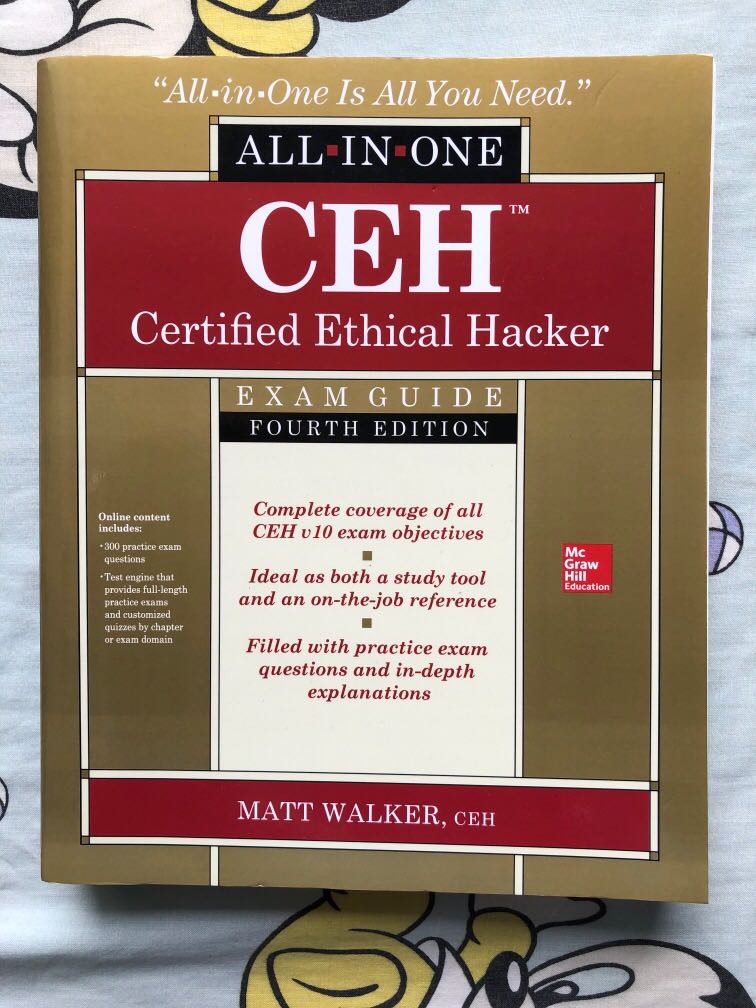 “All-in-One Is All You Need.”
ALL▪IN▪ONE
CEH™
Certified Ethical Hacker
EXAM GUIDE
FOURTH EDITION
Online content
includes:
•300 practice exam
questions
•Test engine that
provides full-length
practice exams
and customized
quizzes by chapter
or exam domain
Complete coverage of all
CEH v10 exam objectives
Ideal as both a study tool
and an on-the-job reference
Filled with practice exam
questions and in-depth
explanations
Mc
Graw
Hill
Education
MATT WALKER, CEH